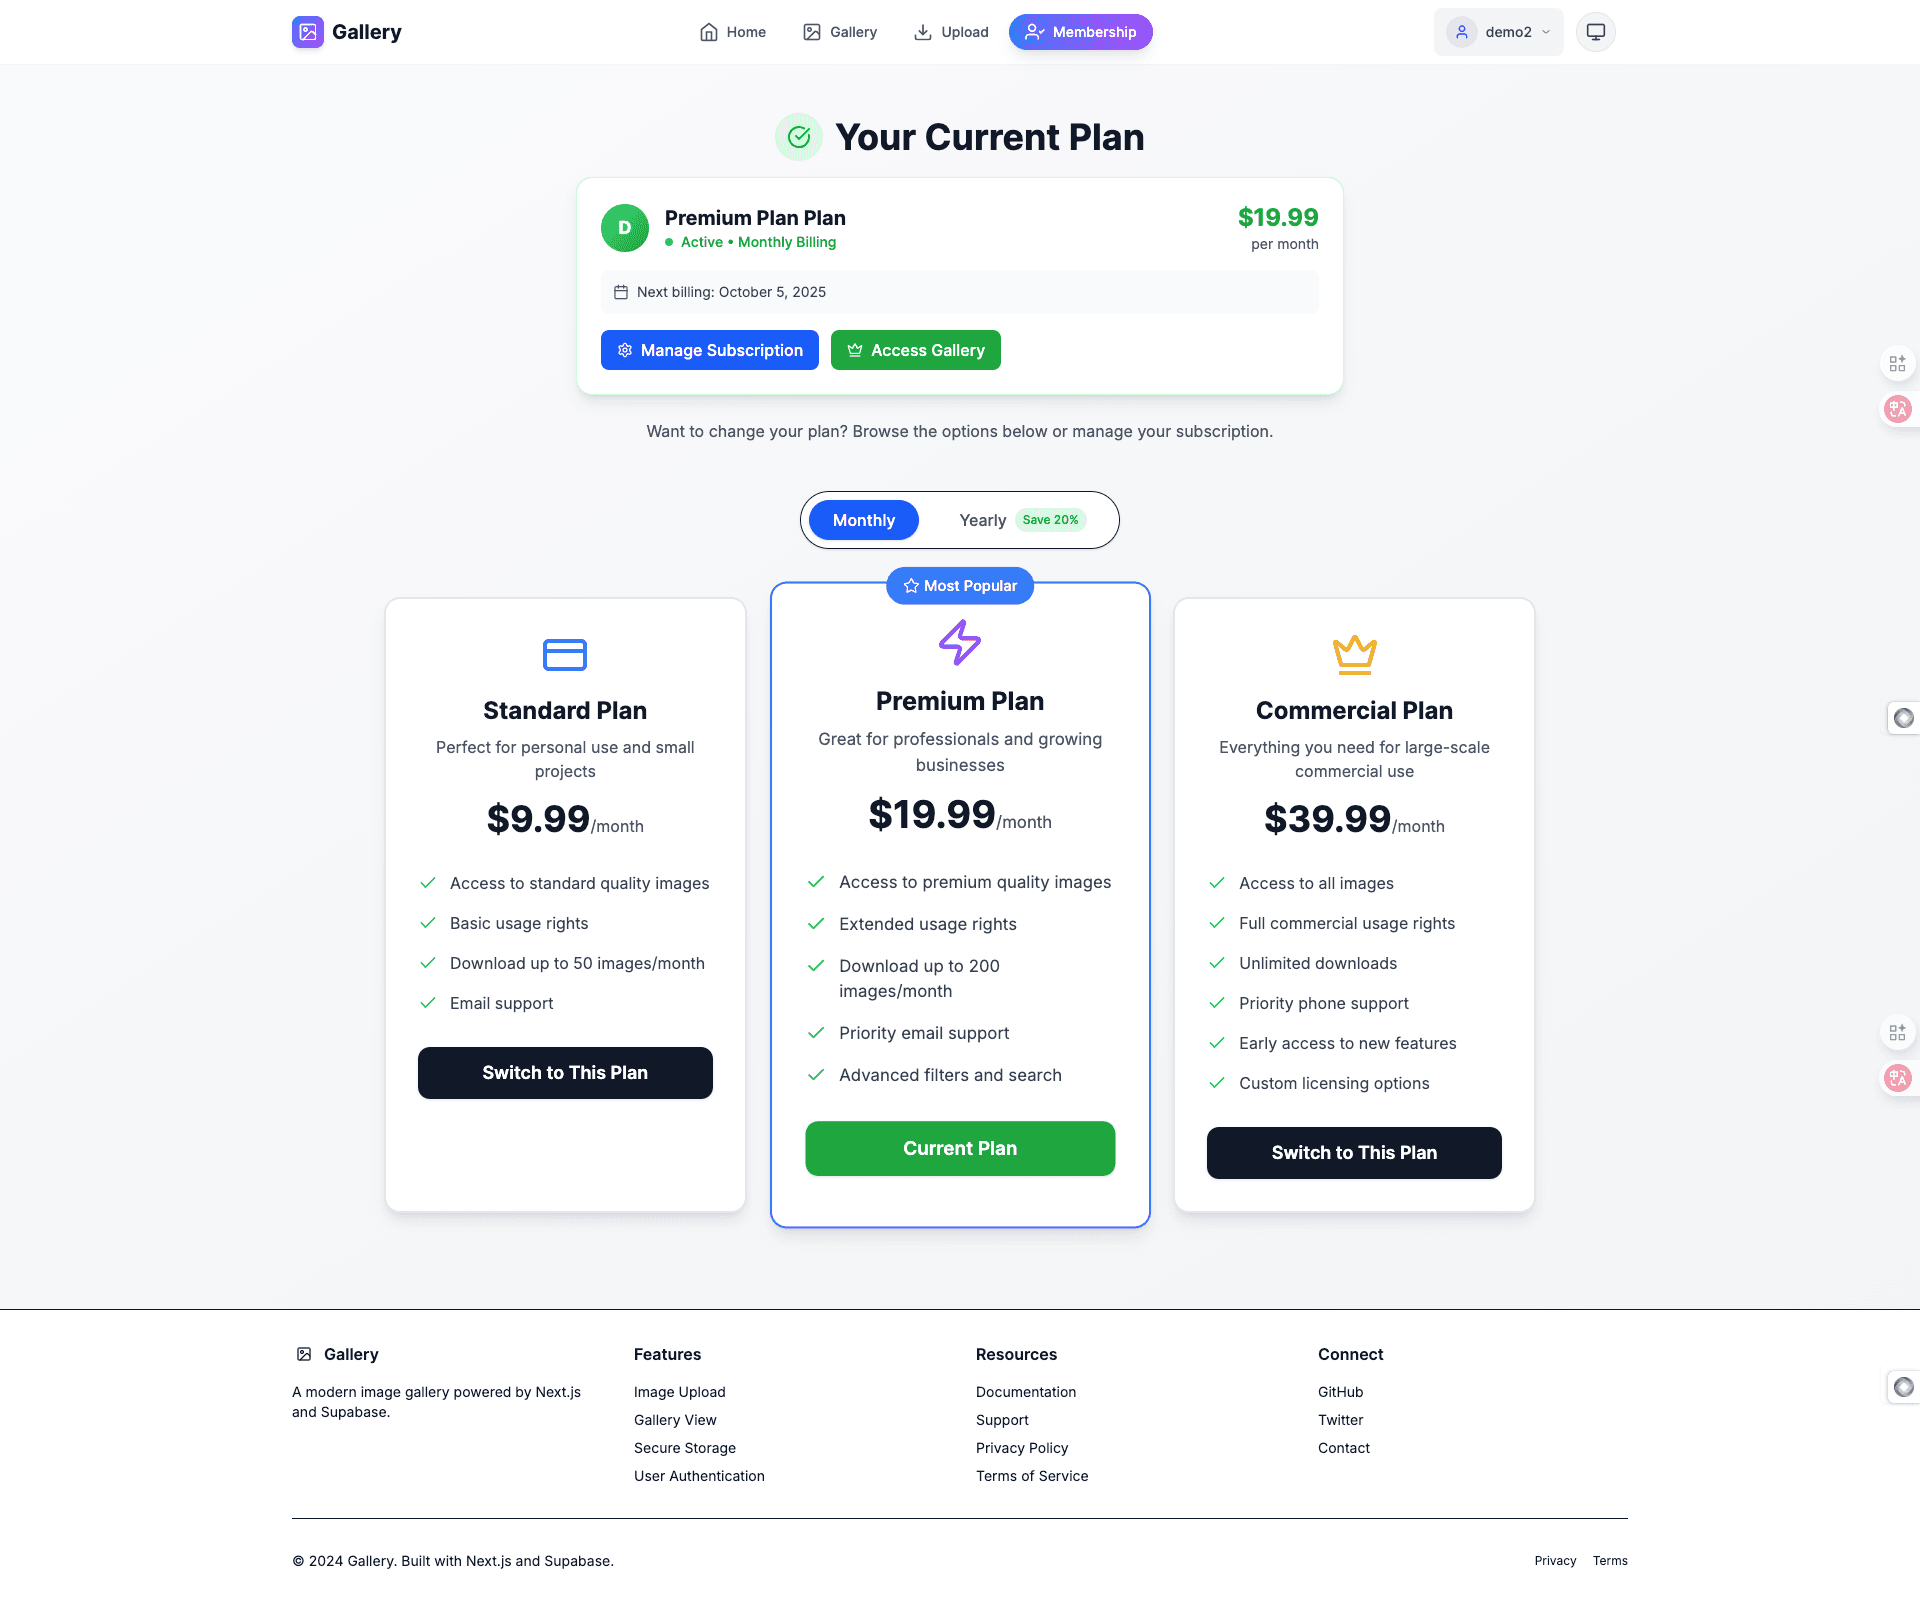 Gallery
Home
Gallery
Upload
Membership
demo2
Your Current Plan
D
Premium Plan Plan
Active • Monthly Billing
$19.99
per month
Next billing: October 5, 2025
Manage Subscription
Access Gallery
Want to change your plan? Browse the options below or manage your subscription.
Monthly
Yearly
Save 20%
Standard Plan
Perfect for personal use and small
projects
$9.99/month
Access to standard quality images
Basic usage rights
Download up to 50 images/month
Email support
Switch to This Plan
Most Popular
Premium Plan
Great for professionals and growing
businesses
$19.99/month
Access to premium quality images
Extended usage rights
Download up to 200
images/month
Priority email support
Advanced filters and search
Current Plan
Commercial Plan
Everything you need for large-scale
commercial use
$39.99/month
Access to all images
Full commercial usage rights
Unlimited downloads
Priority phone support
Early access to new features
Custom licensing options
Switch to This Plan
Gallery
A modern image gallery powered by Next.js
and Supabase.
Features
Image Upload
Gallery View
Secure Storage
User Authentication
Resources
Documentation
Support
Privacy Policy
Terms of Service
Connect
GitHub
Twitter
Contact
© 2024 Gallery. Built with Next.js and Supabase.
Privacy
Terms